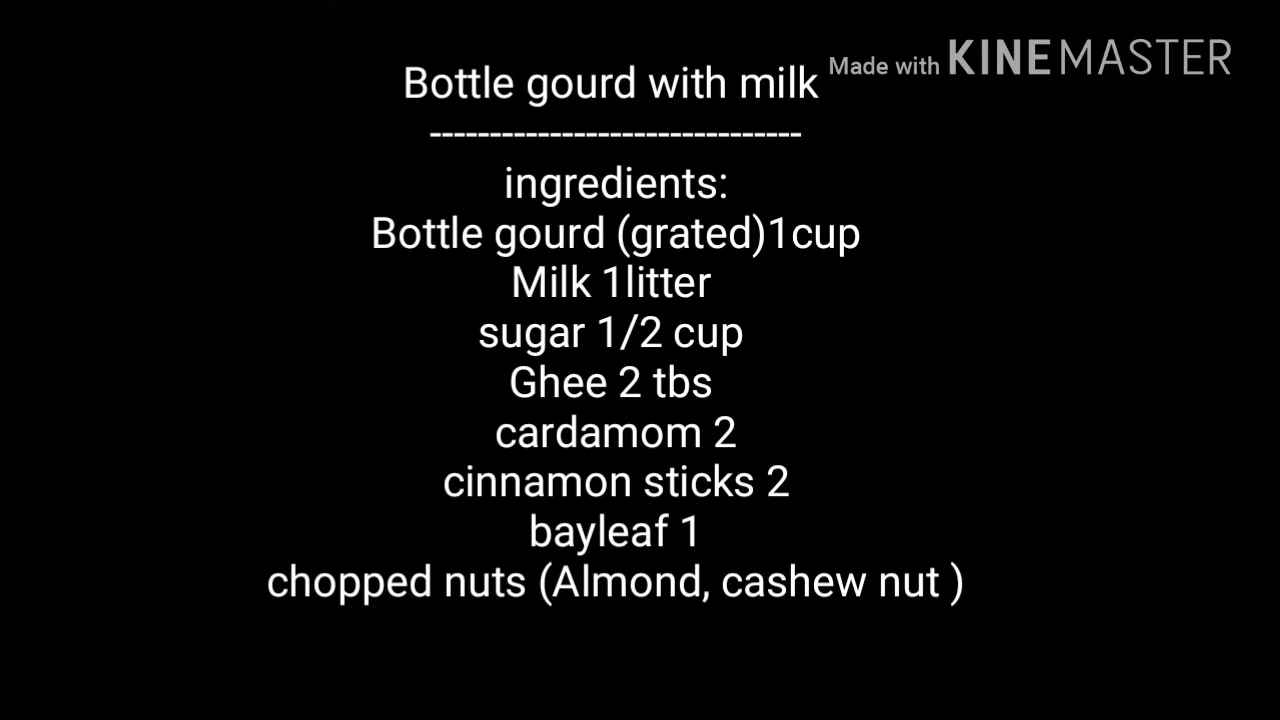 Made with KINEMASTER
Bottle gourd with milk
-------------------------------
ingredients:
Bottle gourd (grated)1cup
Milk 1litter
sugar 1/2 cup
Ghee 2 tbs
cardamom 2
cinnamon sticks 2
bayleaf 1
chopped nuts (Almond, cashew nut )